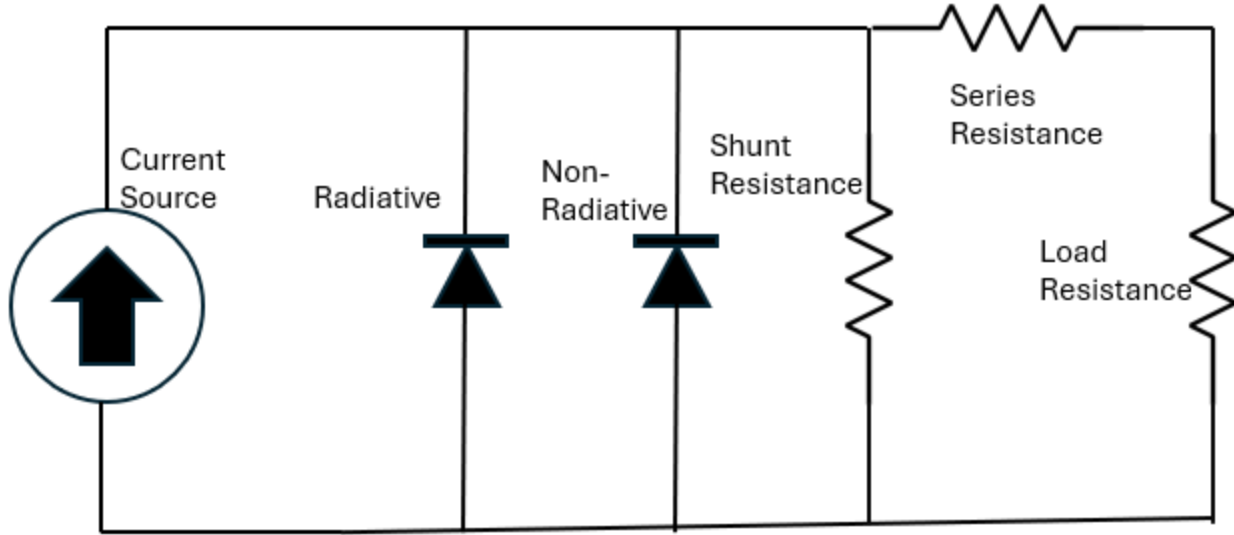 Current
Source
Radiative
Non-
Radiative
Shunt
Resistance
Series
Resistance
Load
Resistance